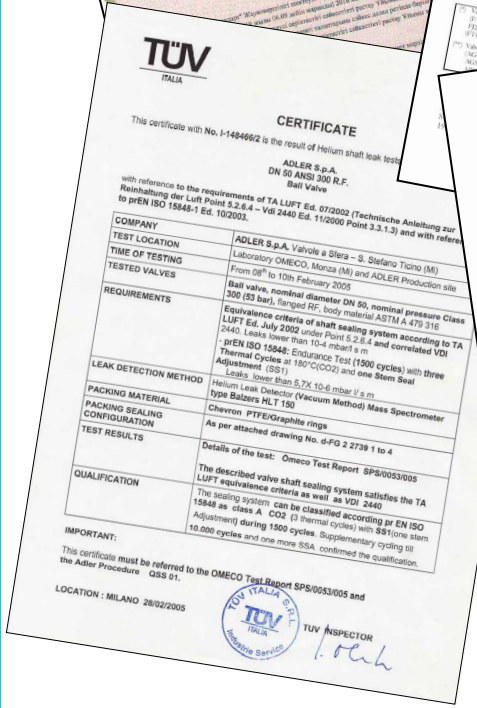 TÜV
ITALIA
CERTIFICATE
This certificate with No. I-148466/2 is the result of Helium shaft leak tests
ADLER S.p.A.
DN 50 ANSI 300 R.F.
Ball Valve
with reference to the requirements of TA LUFT Ed. 07/2002 (Technische Anleitung zur
Reinhaltung der Luft Point 5.2.6.4 – Vdi 2440 Ed. 11/2000 Point 3.3.1.3) and with refere
to prEN ISO 15848-1 Ed. 10/2003.
COMPANY
ADLER S.p.A. Valvole a Sfera – S. Stefano Ticino (Mi)
TEST LOCATION
Laboratory OMECO, Monza (Mi) and ADLER Production site
TIME OF TESTING
From 08th to 10th February 2005
TESTED VALVES
Ball valve, nominal diameter DN 50, nominal pressure Class
300 (53 bar), flanged RF, body material ASTM A 479 316
REQUIREMENTS
Equivalence criteria of shaft sealing system according to TA
LUFT Ed. July 2002 under Point 5.2.6.4 and correlated VDI
2440. Leaks lower than 10-4 mbarl s m
- prEN ISO 15848: Endurance Test (1500 cycles) with three
Thermal Cycles at 180°C(CO2) and one Stem Seal
Adjustment (SS1)
Leaks lower than 5,7X 10-6 mbar l/ s m
LEAK DETECTION METHOD
Helium Leak Detector (Vacuum Method) Mass Spectrometer
type Balzers HLT 150
PACKING MATERIAL
Chevron PTFE/Graphite rings
PACKING SEALING
CONFIGURATION
As per attached drawing No. d-FG 2 2739 1 to 4
TEST RESULTS
Details of the test: Omeco Test Report SPS/0053/005
The described valve shaft sealing system satisfies the TA
LUFT equivalence criteria as well as VDI 2440
QUALIFICATION
The sealing system can be classified according pr EN ISO
15848 as class A CO2 (3 thermal cycles) with SS1(one stem
Adjustment) during 1500 cycles. Supplementary cycling till
10.000 cycles and one more SSA confirmed the qualification.
IMPORTANT:
This certificate must be referred to the OMECO Test Report SPS/0053/005 and
the Adler Procedure QSS 01.
LOCATION : MILANO 28/02/2005
TÜV ITALIA S.R.L.
TÜV
ITALIA
Industrie Service
TUV INSPECTOR